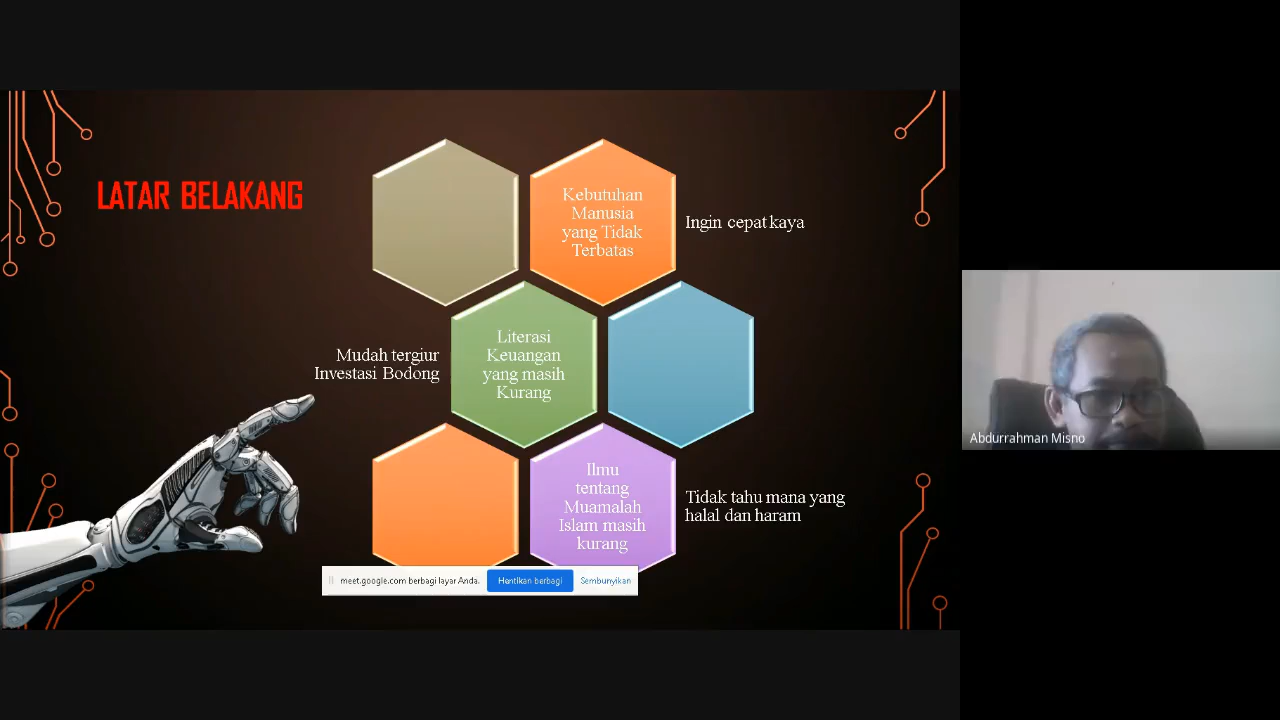 LATAR BELAKANG
Kebutuhan
Manusia
yang Tidak
Terbatas
Ingin cepat kaya
Literasi
Keuangan
yang masih
Kurang
Mudah tergiur
Investasi Bodong
Ilmu
tentang
Muamalah
Islam masih
kurang
Tidak tahu mana yang
halal dan haram
meet.google.com berbagi layar Anda.
Hentikan berbagi
Sembunyikan
Abdurrahman Misno